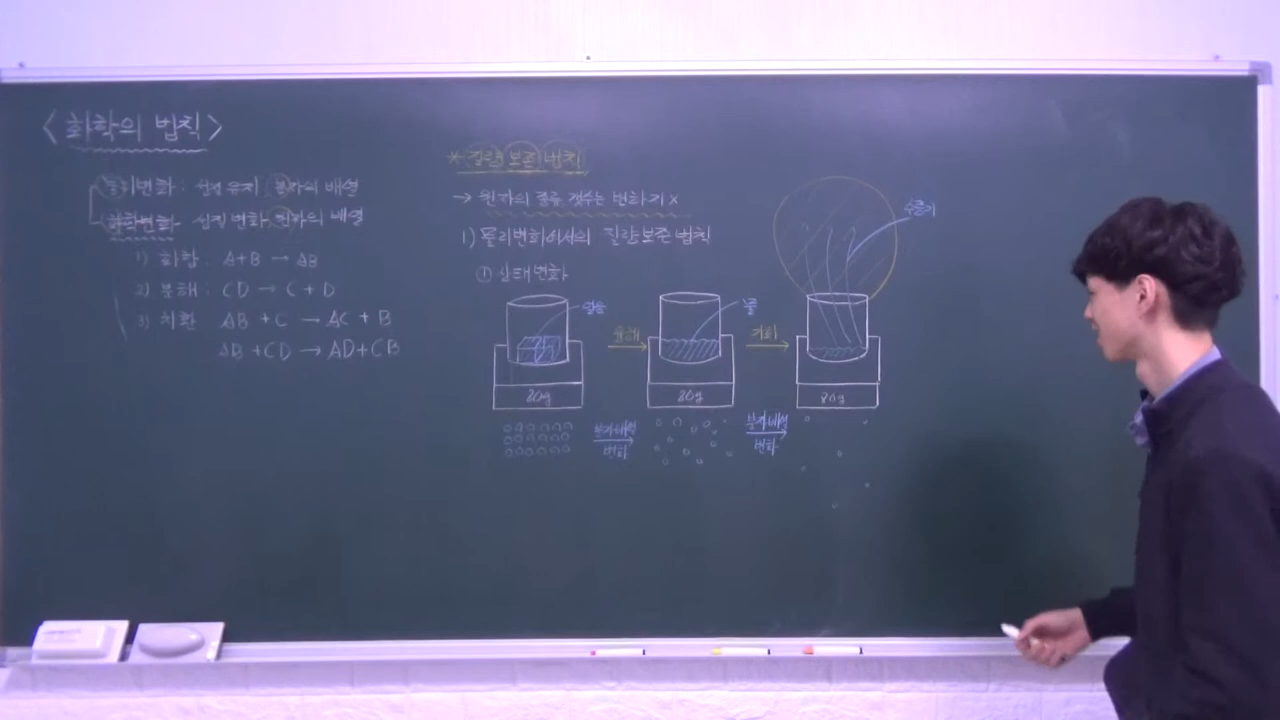 <화학의 법칙>
물리변화: 성질 유지 분자의 배열
화학변화 성질 변화 원자의 배열
1) 화합: A+B → AB
2) 분해: CD → C + D
3) 치환 AB + C → AC + B
AB + CD → AD+CB
* 질량 보존 법칙
→ 원자의 종류, 갯수는 변하기 x
1) 물리변화에서의 질량보존 법칙
① 상태변화
얼음
융해
물
기화
수증기
80g
80g
80g
분자배열
변화
분자배열
변화